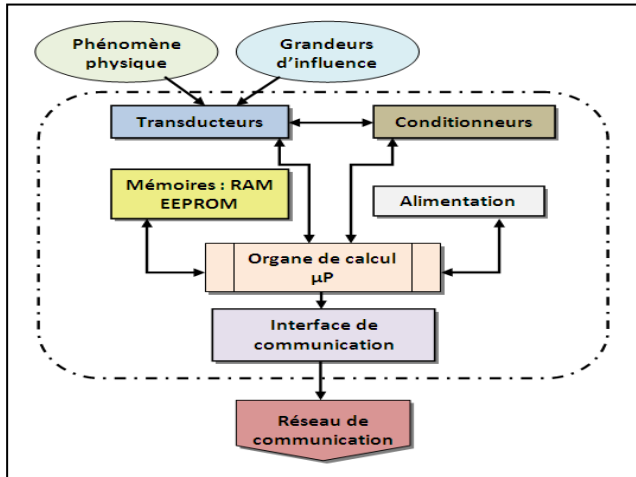 Phénomène
physique
Grandeurs
d'influence
Transducteurs
Conditionneurs
Mémoires : RAM
EEPROM
Alimentation
Organe de calcul
µP
Interface de
communication
Réseau de
communication